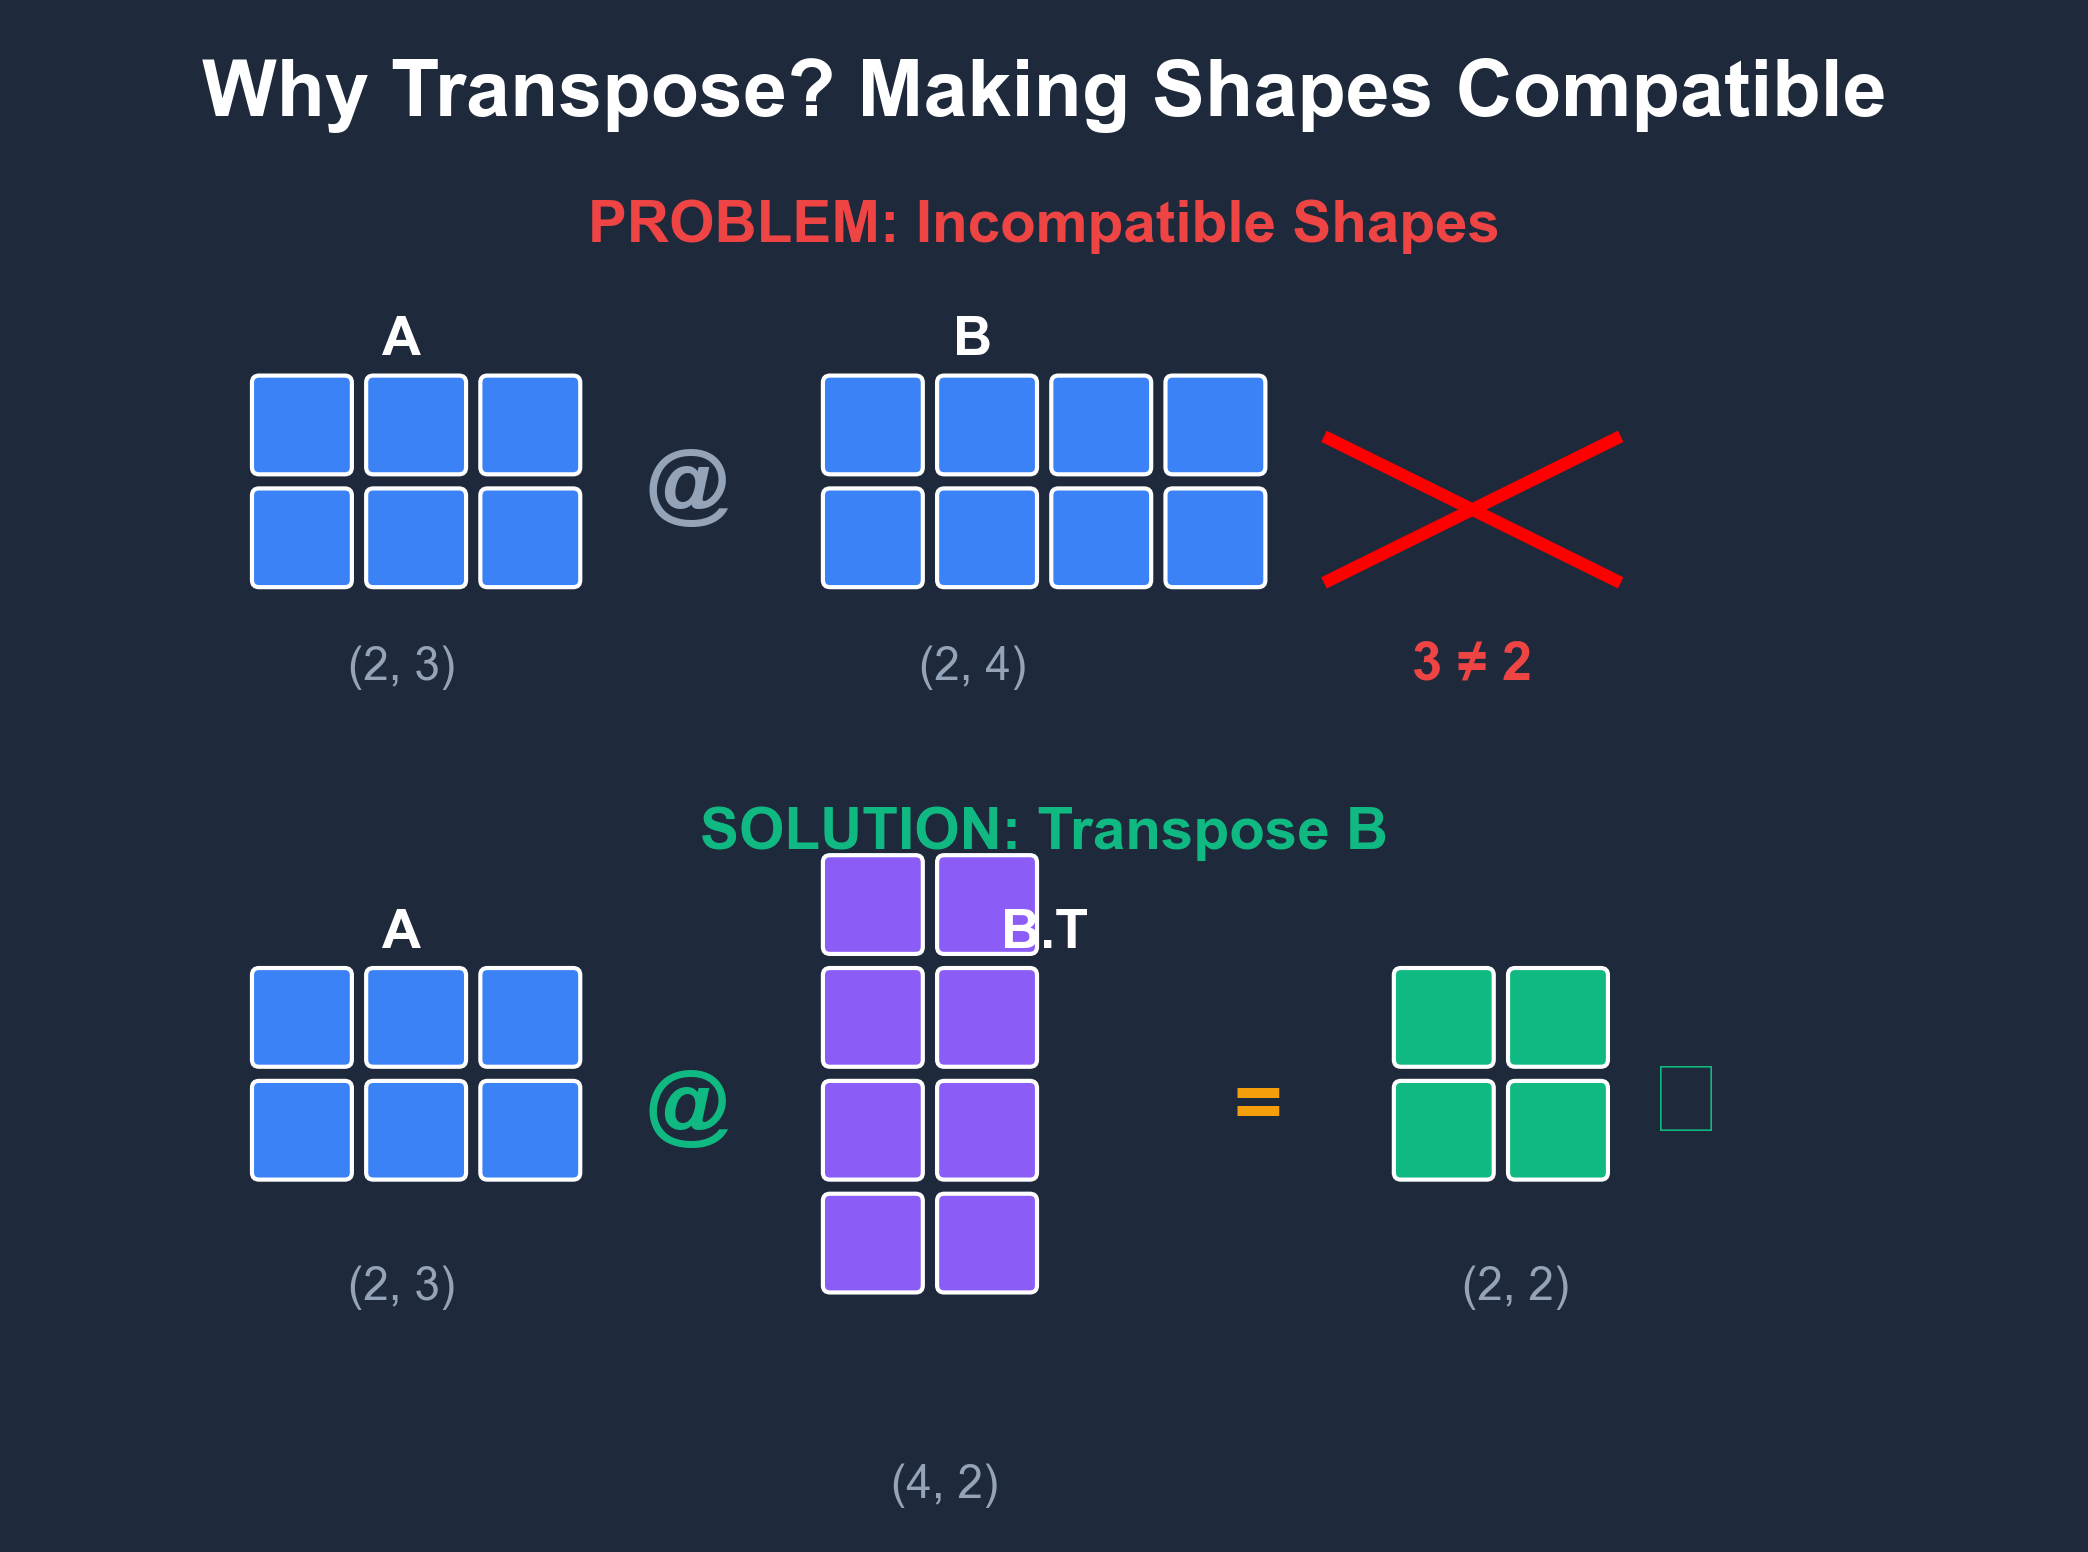 Why Transpose? Making Shapes Compatible
PROBLEM: Incompatible Shapes
A
B
@
(2, 3)
(2, 4)
3 ≠ 2
SOLUTION: Transpose B
A
B.T
@
=
(2, 3)
(2, 2)
(4, 2)